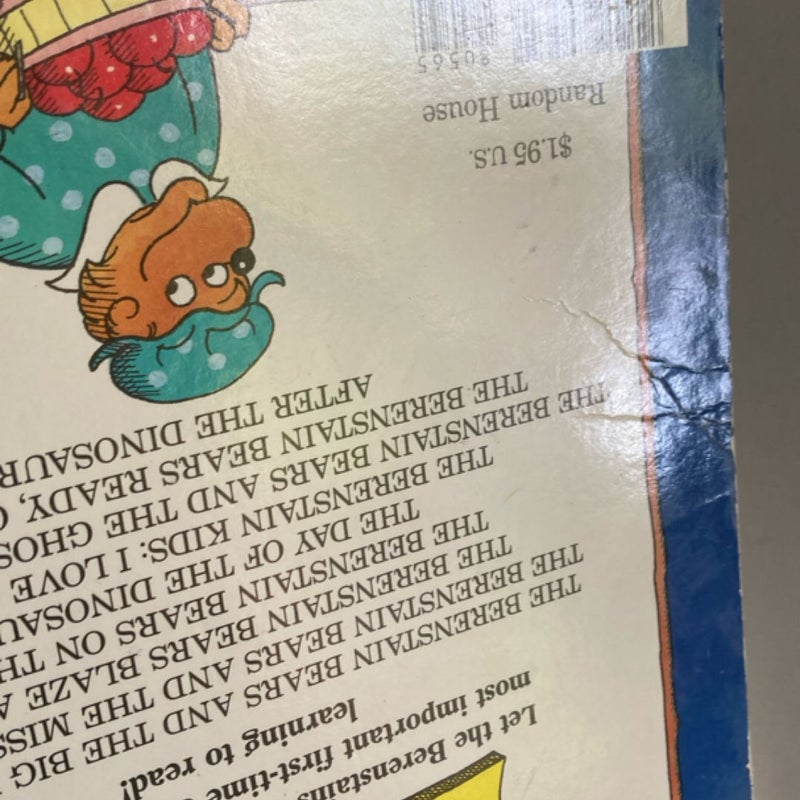 Let the Berenstains
most important first-time
learning to read!
THE BERENSTAIN BEARS AND THE BIG
THE BERENSTAIN BEARS AND THE MISS
THE BERENSTAIN BEARS BLAZE A
THE BERENSTAIN BEARS ON TH
THE DAY OF THE DINOSAU
THE BERENSTAIN KIDS: I LOVE
THE BERENSTAIN BEARS AND THE GHOS
THE BERENSTAIN BEARS READY,
AFTER THE DINOSAUR
$1.95 U.S.
Random House